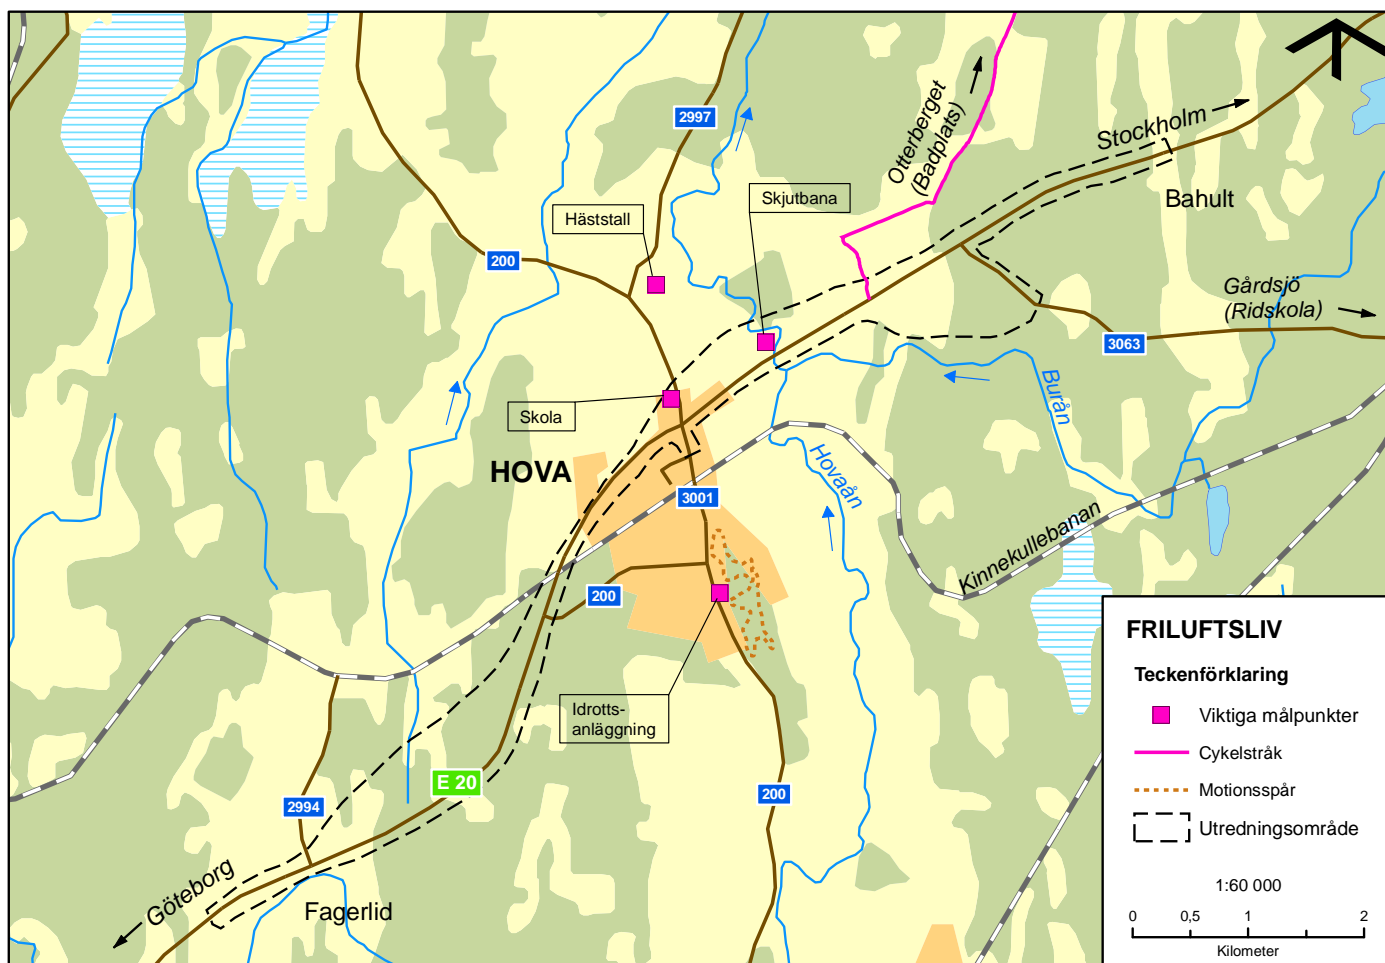 2997
Otterberget
(Badplats)
Stockholm
Bahult
Skjutbana
Häststall
200
Gårdsjö
(Ridskola)
3063
Burån
Skola
HOVA
Hovaån
3001
Kinnekullebanan
200
Idrotts-
anläggning
E 20
2994
200
Göteborg
Fagerlid
FRILUFTSLIV
Teckenförklaring
Viktiga målpunkter
Cykelstråk
Motionsspår
Utredningsområde
1:60 000
0 0,5 1 2
Kilometer